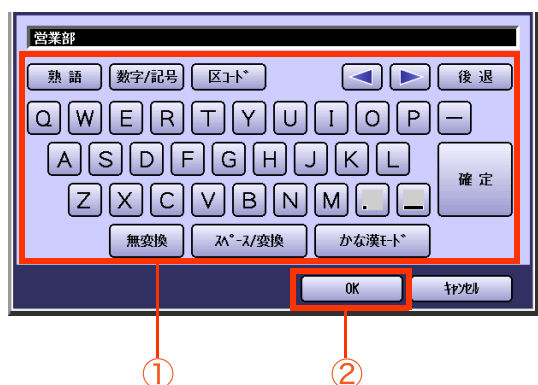 営業部
熟語 数字/記号 区ｺｰﾄﾞ 後退
Q W E R T Y U I O P ー
A S D F G H J K L
確定
Z X C V B N M . _
無変換 ｽﾍﾟｰｽ/変換 かな漢ﾓｰﾄﾞ
OK ｷｬﾝｾﾙ
① ②